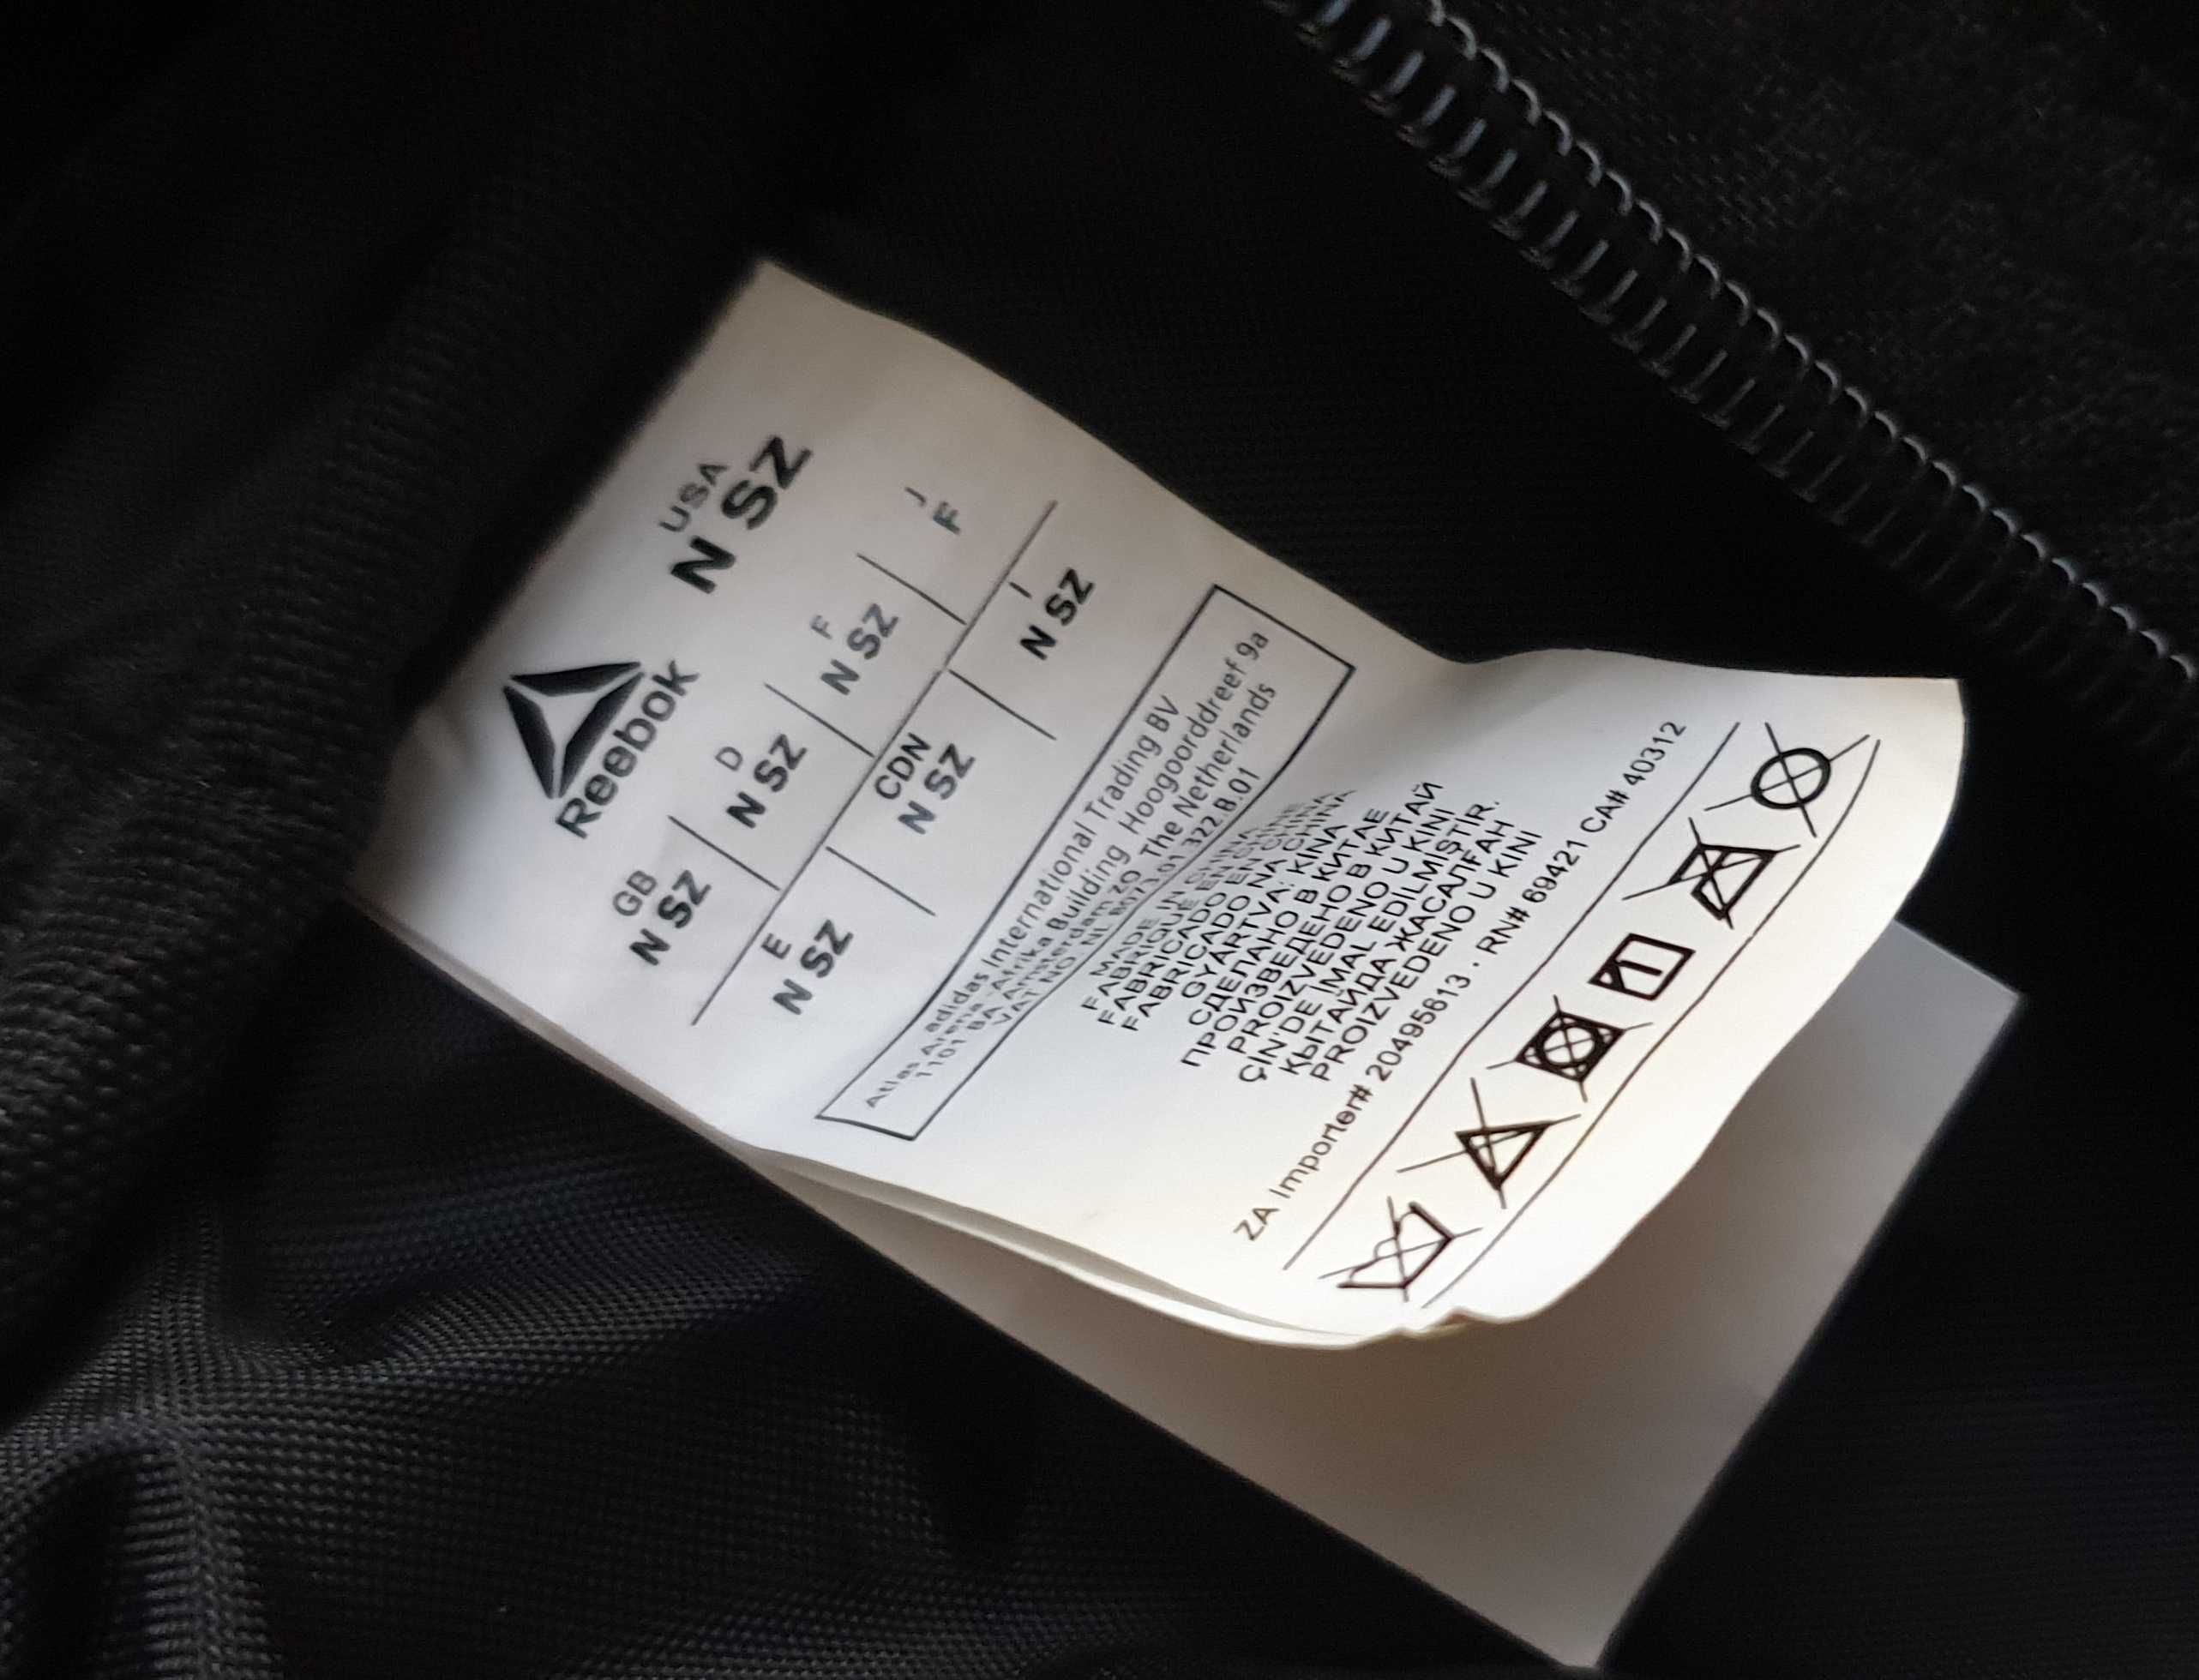 Reebok
USA
N SZ
GB
N SZ
D
N SZ
F
N SZ
J
F
E
N SZ
CDN
N SZ
I
N SZ
adidas International Trading BV
Atlas Arena -Afrika Building Hoogoorddreef 9a
1101 BA Amsterdam ZO The Netherlands
VAT NO NL 8073.01.322.B.01
MADE IN CHINA
FABRIQUÉ EN CHINE
FABRICADO EN CHINA
FABRICADO NA CHINA
GYÁRTVA: KÍNA
СДЕЛАНО В КИТАЕ
ПРОИЗВЕДЕНО В КИТАЙ
PROIZVEDENO U KINI
ÇİN'DE İMAL EDİLMİŞTİR.
ҚЫТАЙДА ЖАСАЛҒАН
PROIZVEDENO U KINI
ZA Importer# 20495613 · RN# 69421 CA# 40312